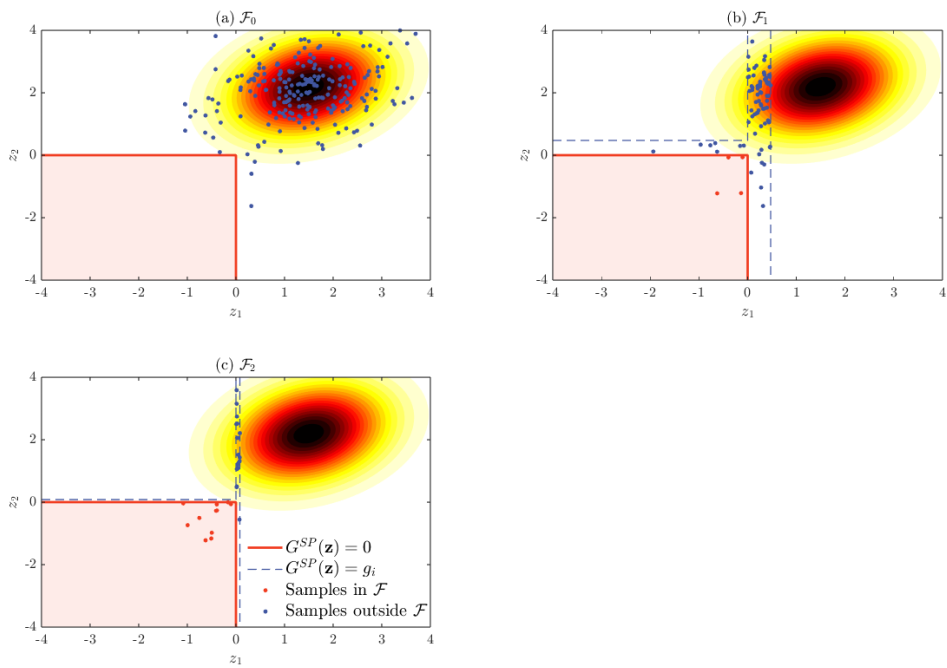 (a) 𝓕₀
4
2
z₂
0
-2
-4
-4 -3 -2 -1 0 1 2 3 4
z₁
(b) 𝓕₁
4
2
z₂
0
-2
-4
-4 -3 -2 -1 0 1 2 3 4
z₁
(c) 𝓕₂
4
2
z₂
0
-2
-4
-4 -3 -2 -1 0 1 2 3 4
z₁
G^{SP}(𝐳) = 0
G^{SP}(𝐳) = gᵢ
Samples in 𝓕
Samples outside 𝓕